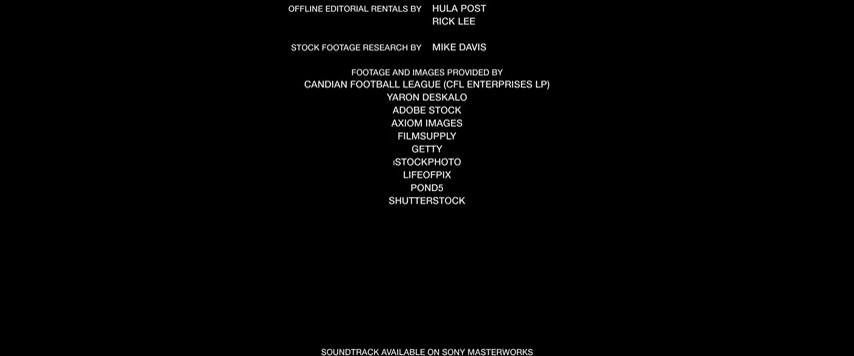 OFFLINE EDITORIAL RENTALS BY HULA POST
RICK LEE
STOCK FOOTAGE RESEARCH BY MIKE DAVIS
FOOTAGE AND IMAGES PROVIDED BY
CANDIAN FOOTBALL LEAGUE (CFL ENTERPRISES LP)
YARON DESKALO
ADOBE STOCK
AXIOM IMAGES
FILMSUPPLY
GETTY
iSTOCKPHOTO
LIFEOFPIX
POND5
SHUTTERSTOCK
SOUNDTRACK AVAILABLE ON SONY MASTERWORKS